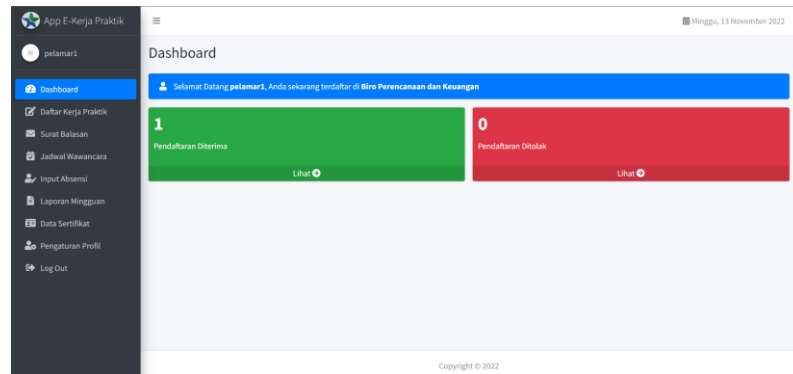 App E-Kerja Praktik
Minggu, 13 November 2022
pelamar1
Dashboard
Selamat Datang pelamar1, Anda sekarang terdaftar di Biro Perencanaan dan Keuangan
Dashboard
Daftar Kerja Praktik
Surat Balasan
Jadwal Wawancara
Input Absensi
Laporan Mingguan
Data Sertifikat
Pengaturan Profil
Log Out
1
Pendaftaran Diterima
Lihat
0
Pendaftaran Ditolak
Lihat
Copyright © 2022